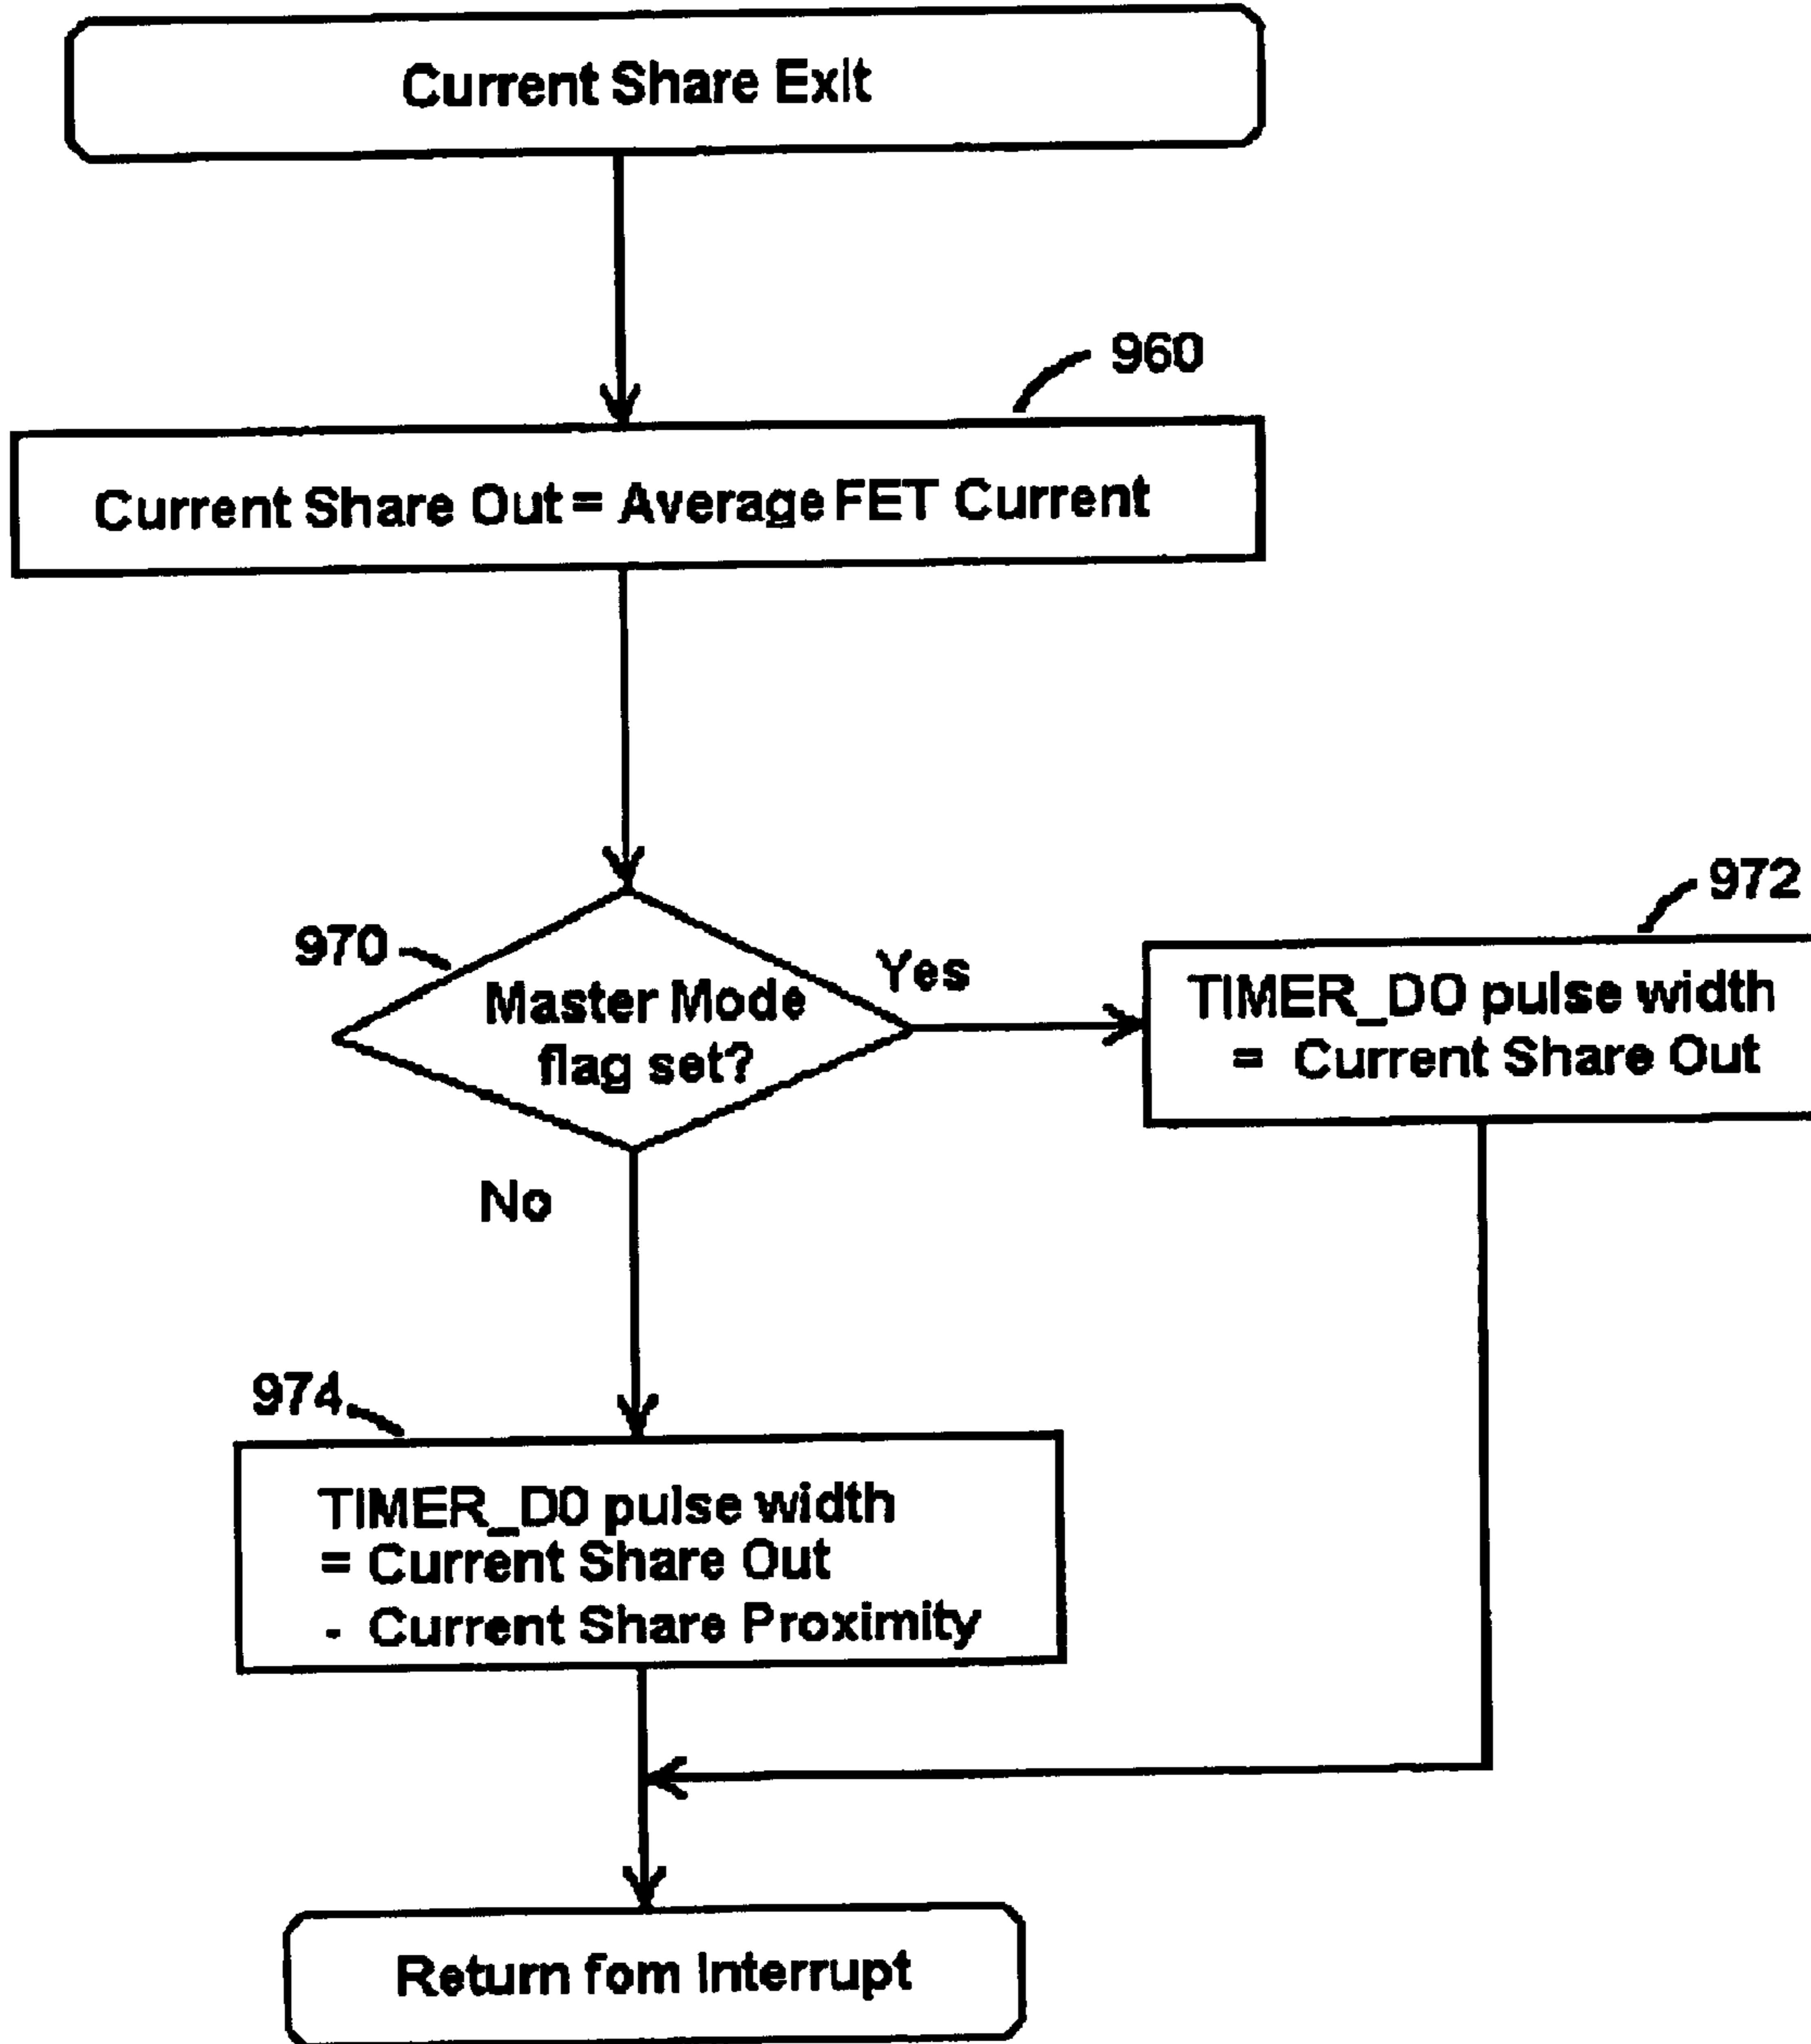 Current Share Exit
960
Current Share Out = Average FET Current
970
Master Mode
flag set?
Yes
972
TIMER_D0 pulse width
= Current Share Out
No
974
TIMER_D0 pulse width
= Current Share Out
- Current Share Proximity
Return fom Interrupt